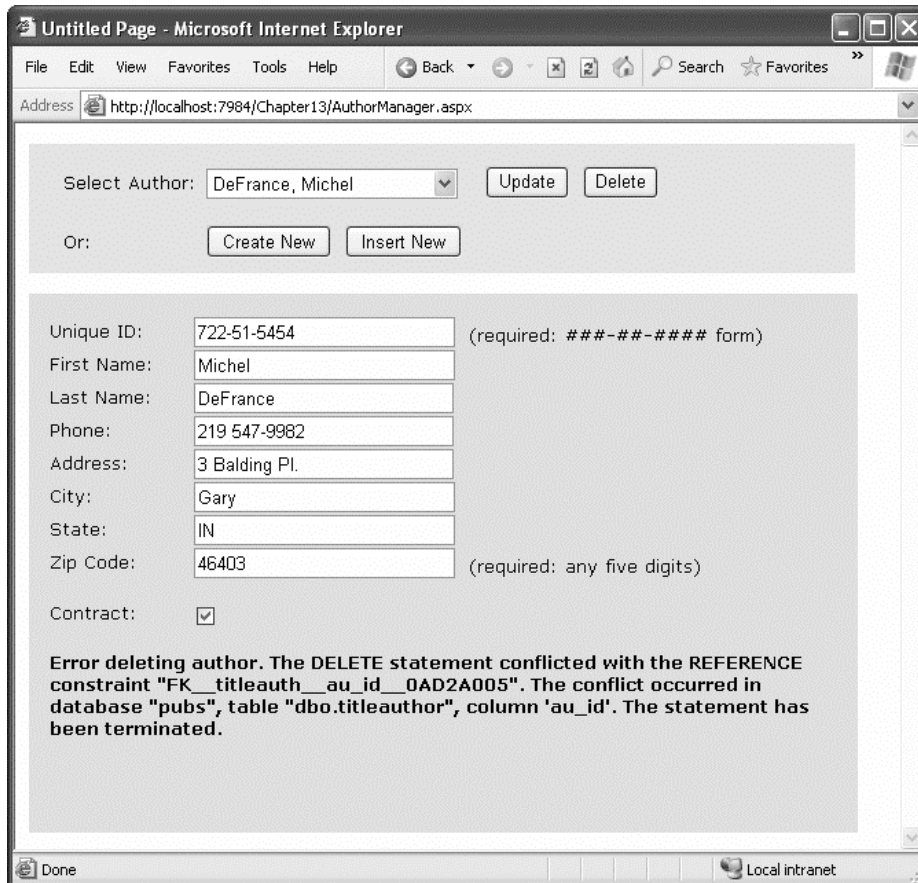 Untitled Page - Microsoft Internet Explorer
File Edit View Favorites Tools Help Back Search Favorites »
Address http://localhost:7984/Chapter13/AuthorManager.aspx
Select Author: DeFrance, Michel Update Delete
Or: Create New Insert New
Unique ID: 722-51-5454 (required: ###-##-#### form)
First Name: Michel
Last Name: DeFrance
Phone: 219 547-9982
Address: 3 Balding Pl.
City: Gary
State: IN
Zip Code: 46403 (required: any five digits)
Contract:
Error deleting author. The DELETE statement conflicted with the REFERENCE
constraint "FK__titleauth__au_id__0AD2A005". The conflict occurred in
database "pubs", table "dbo.titleauthor", column 'au_id'. The statement has
been terminated.
Done Local intranet